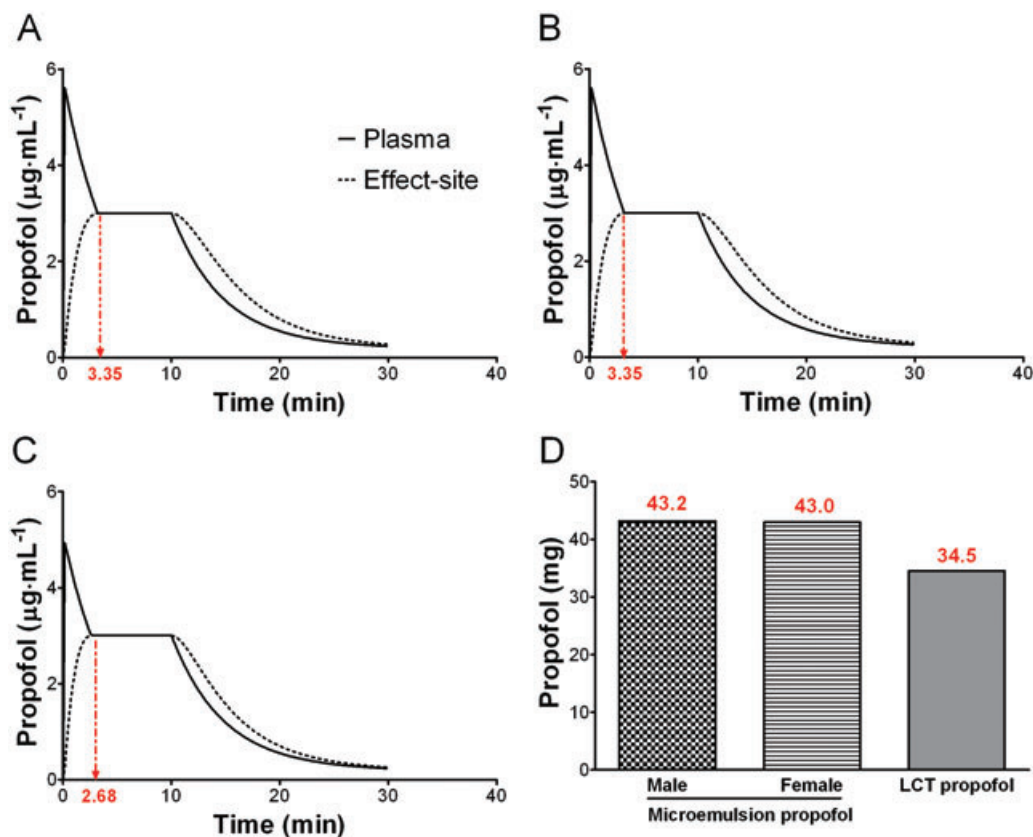 A
Propofol (µg·mL⁻¹)
6
4
2
0
Plasma
Effect-site
0 10 20 30 40
3.35
Time (min)
B
Propofol (µg·mL⁻¹)
6
4
2
0
0 10 20 30 40
3.35
Time (min)
C
Propofol (µg·mL⁻¹)
6
4
2
0
0 10 20 30 40
2.68
Time (min)
D
Propofol (mg)
50
40
30
20
10
0
43.2
43.0
34.5
Male Female LCT propofol
Microemulsion propofol